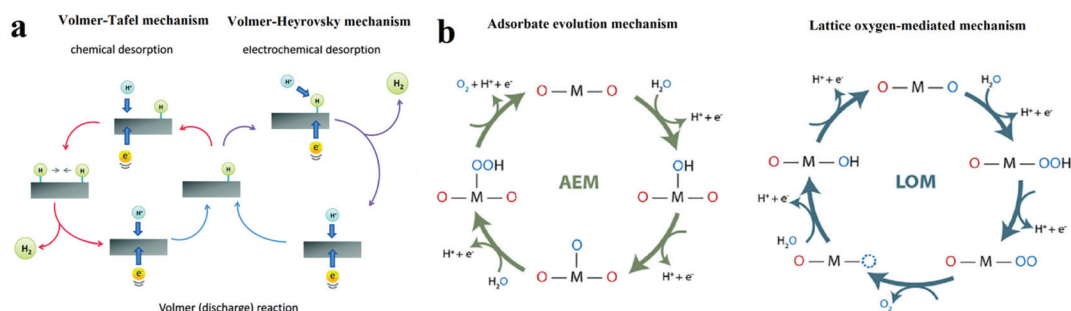 a
Volmer-Tafel mechanism
Volmer-Heyrovsky mechanism
chemical desorption
electrochemical desorption
H⁺
H
e⁻
H⁺
H
e⁻
H₂
H
H
H
H₂
H⁺
e⁻
H⁺
e⁻
Volmer (discharge) reaction
b
Adsorbate evolution mechanism
O₂ + H⁺ + e⁻
O — M — O
H₂O
H⁺ + e⁻
OOH
O — M — O
AEM
OH
O — M — O
H⁺ + e⁻
H₂O
O
O — M — O
H⁺ + e⁻
Lattice oxygen-mediated mechanism
H⁺ + e⁻
O — M — O
H₂O
H⁺ + e⁻
O — M — OH
LOM
O — M — OOH
H⁺ + e⁻
H₂O
O — M —
H⁺ + e⁻
O — M — OO
O₂